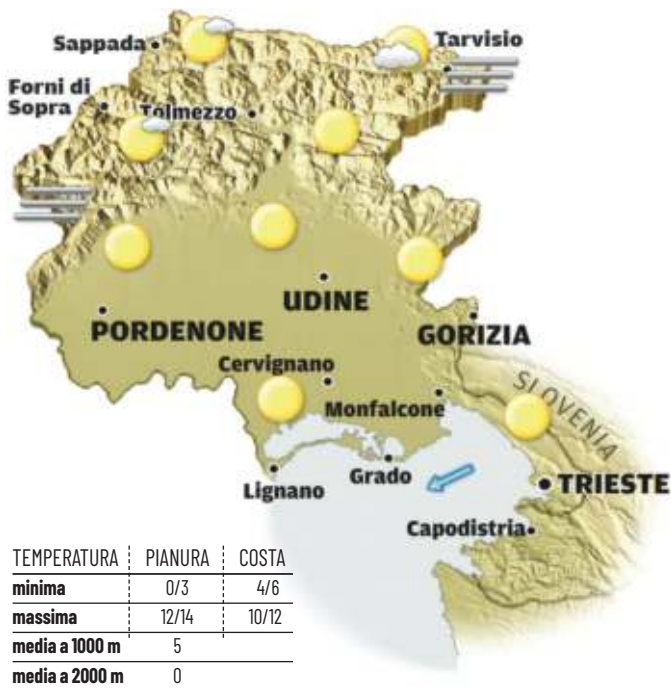 Sappada
Tarvisio
Forni di
Sopra
Tolmezzo
UDINE
PORDENONE
GORIZIA
Cervignano
SLOVENIA
Monfalcone
Grado
Lignano
TRIESTE
Capodistria
TEMPERATURA PIANURA COSTA
minima 0/3 4/6
massima 12/14 10/12
media a 1000 m 5
media a 2000 m 0